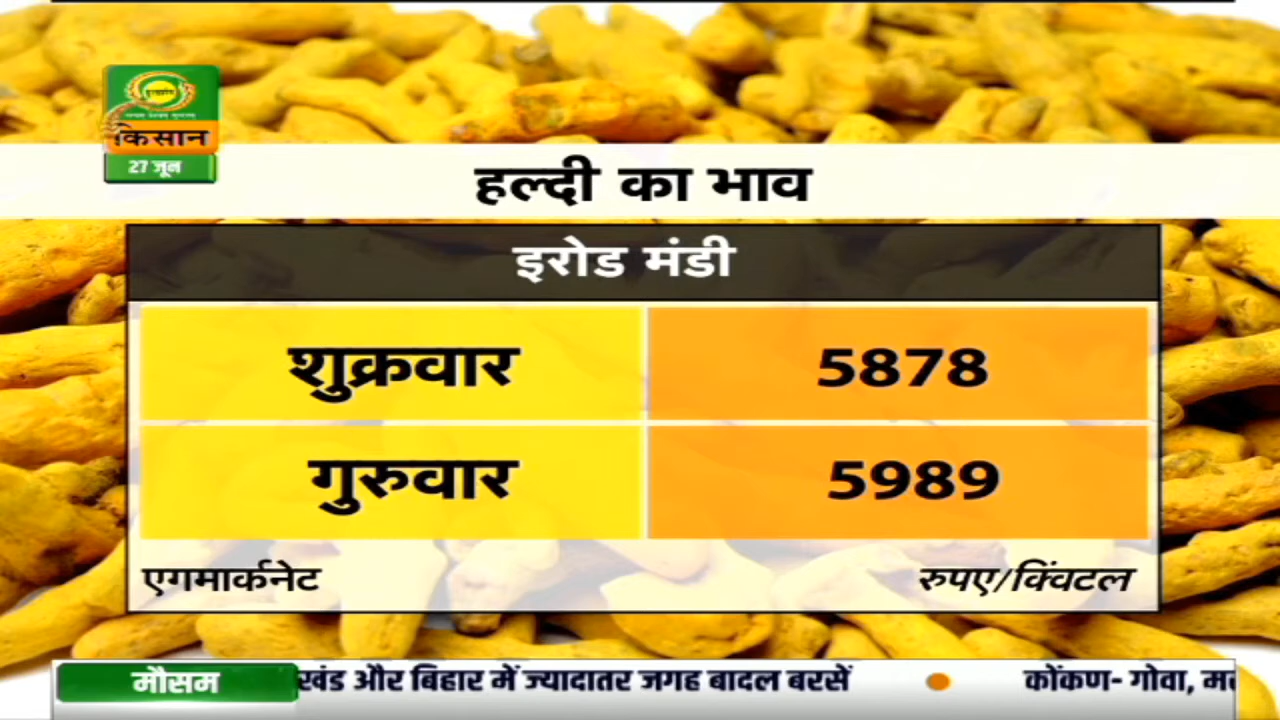 किसान
27 जून
हल्दी का भाव
इरोड मंडी
शुक्रवार 5878
गुरुवार 5989
एगमार्कनेट रुपए/क्विंटल
मौसम खंड और बिहार में ज्यादातर जगह बादल बरसें कोंकण- गोवा,